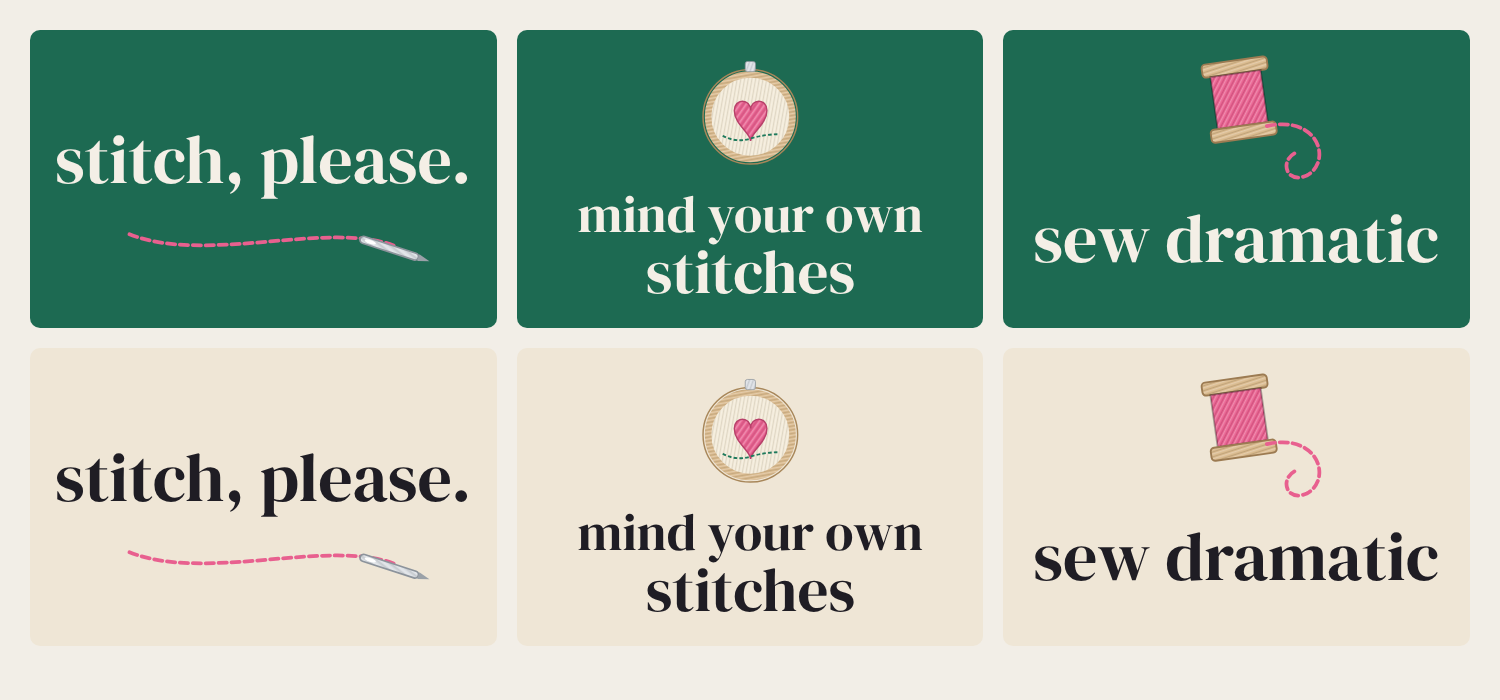 stitch, please.
mind your own
stitches
sew dramatic
stitch, please.
mind your own
stitches
sew dramatic